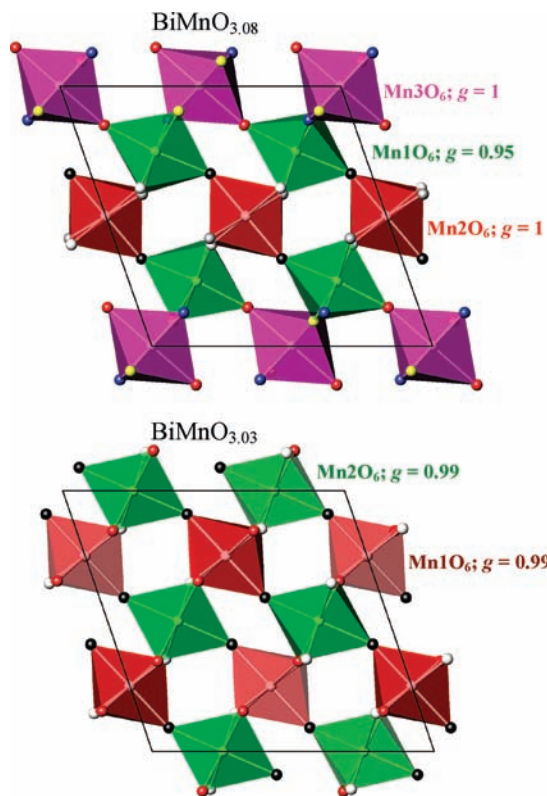 BiMnO₃.₀₈
Mn3O₆; g = 1
Mn1O₆; g = 0.95
Mn2O₆; g = 1
BiMnO₃.₀₃
Mn2O₆; g = 0.99
Mn1O₆; g = 0.99